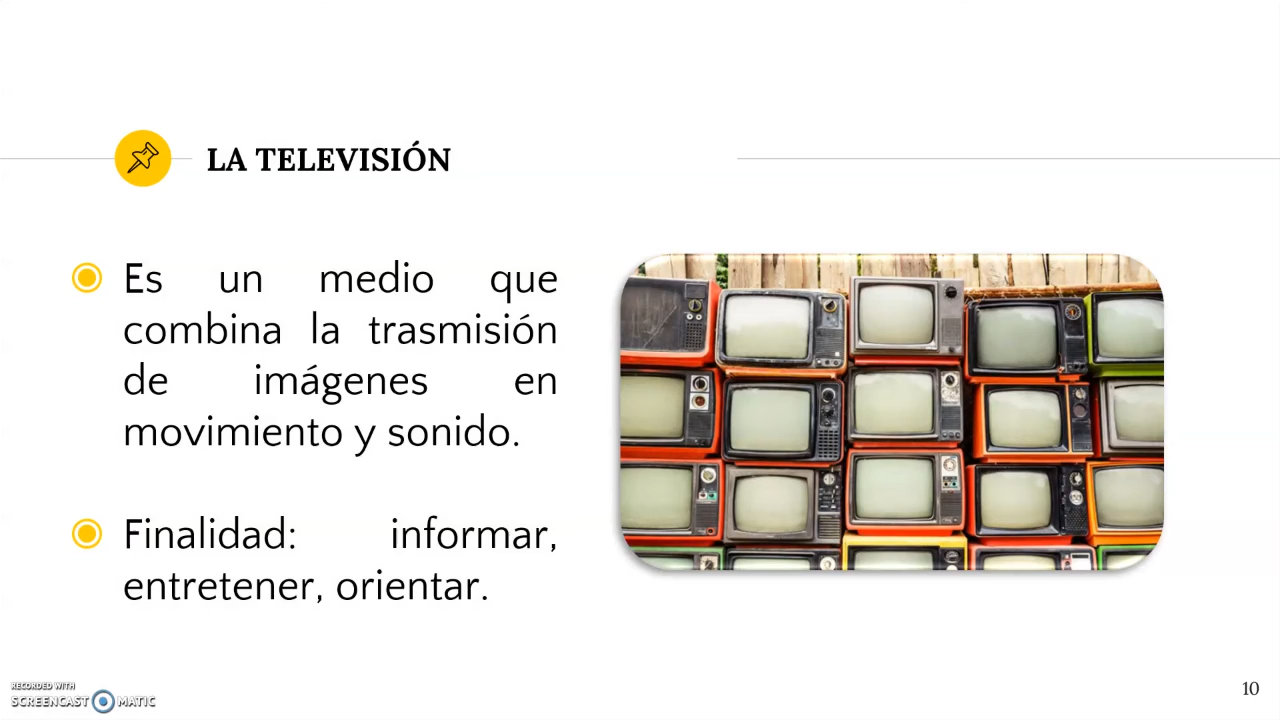 LA TELEVISIÓN
Es un medio que
combina la trasmisión
de imágenes en
movimiento y sonido.
Finalidad: informar,
entretener, orientar.
RECORDED WITH
SCREENCAST MATIC
10